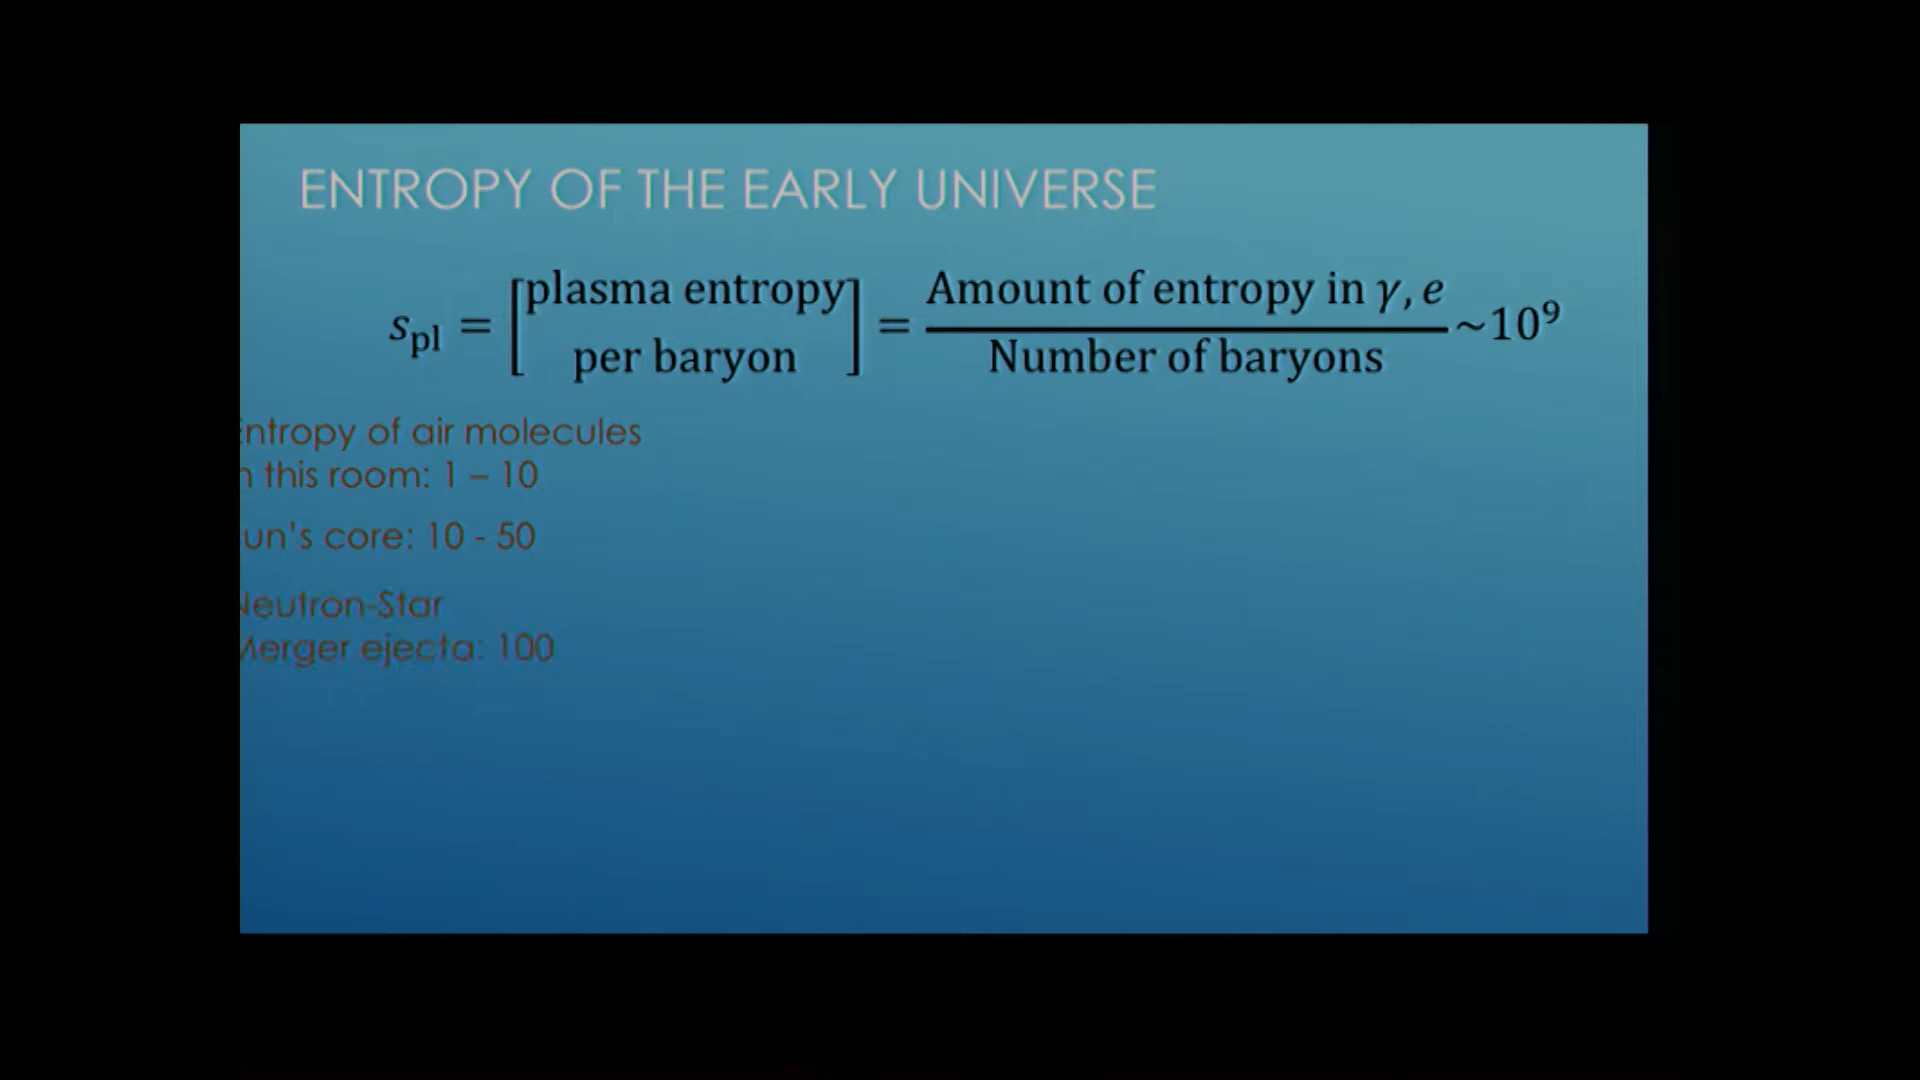 ENTROPY OF THE EARLY UNIVERSE
s_pl = [plasma entropy per baryon] = Amount of entropy in γ, e / Number of baryons ~10⁹
Entropy of air molecules
n this room: 1 – 10
un's core: 10 - 50
Neutron-Star
Merger ejecta: 100